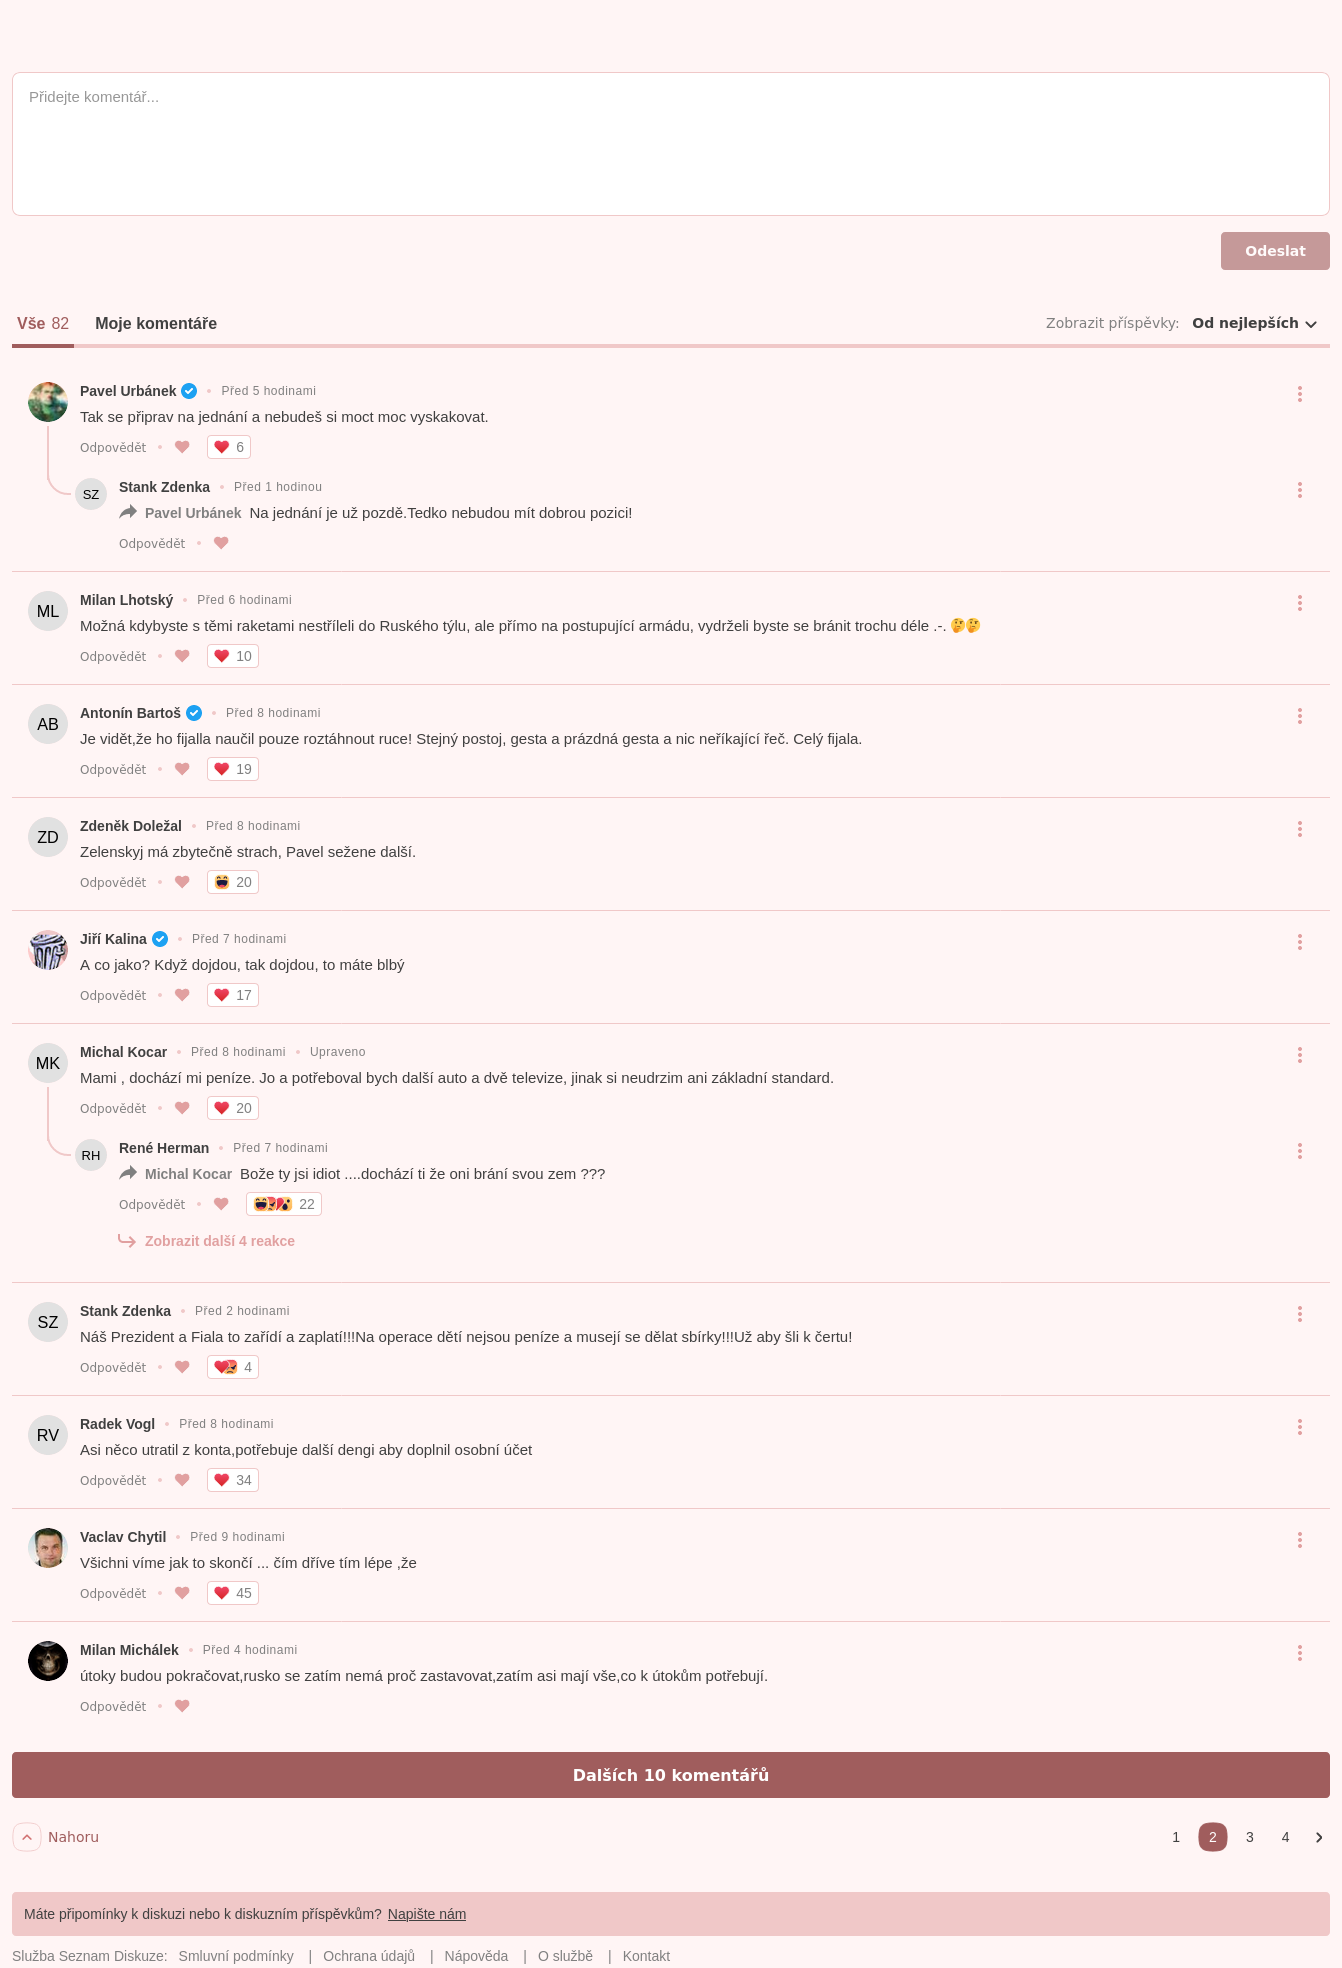 Přidejte komentář...
Odeslat
Vše 82 Moje komentáře Zobrazit příspěvky: Od nejlepších
Pavel Urbánek • Před 5 hodinami
Tak se připrav na jednání a nebudeš si moct moc vyskakovat.
Odpovědět • 6
SZ Stank Zdenka • Před 1 hodinou
Pavel Urbánek Na jednání je už pozdě.Tedko nebudou mít dobrou pozici!
Odpovědět •
ML Milan Lhotský • Před 6 hodinami
Možná kdybyste s těmi raketami nestříleli do Ruského týlu, ale přímo na postupující armádu, vydrželi byste se bránit trochu déle .-. 🤔🤔
Odpovědět • 10
AB Antonín Bartoš • Před 8 hodinami
Je vidět,že ho fijalla naučil pouze roztáhnout ruce! Stejný postoj, gesta a prázdná gesta a nic neříkající řeč. Celý fijala.
Odpovědět • 19
ZD Zdeněk Doležal • Před 8 hodinami
Zelenskyj má zbytečně strach, Pavel sežene další.
Odpovědět • 20
Jiří Kalina • Před 7 hodinami
A co jako? Když dojdou, tak dojdou, to máte blbý
Odpovědět • 17
MK Michal Kocar • Před 8 hodinami • Upraveno
Mami , dochází mi peníze. Jo a potřeboval bych další auto a dvě televize, jinak si neudrzim ani základní standard.
Odpovědět • 20
RH René Herman • Před 7 hodinami
Michal Kocar Bože ty jsi idiot ....dochází ti že oni brání svou zem ???
Odpovědět • 22
Zobrazit další 4 reakce
SZ Stank Zdenka • Před 2 hodinami
Náš Prezident a Fiala to zařídí a zaplatí!!!Na operace dětí nejsou peníze a musejí se dělat sbírky!!!Už aby šli k čertu!
Odpovědět • 4
RV Radek Vogl • Před 8 hodinami
Asi něco utratil z konta,potřebuje další dengi aby doplnil osobní účet
Odpovědět • 34
Vaclav Chytil • Před 9 hodinami
Všichni víme jak to skončí ... čím dříve tím lépe ,že
Odpovědět • 45
Milan Michálek • Před 4 hodinami
útoky budou pokračovat,rusko se zatím nemá proč zastavovat,zatím asi mají vše,co k útokům potřebují.
Odpovědět •
Dalších 10 komentářů
Nahoru 1 2 3 4
Máte připomínky k diskuzi nebo k diskuzním příspěvkům? Napište nám
Služba Seznam Diskuze: Smluvní podmínky | Ochrana údajů | Nápověda | O službě | Kontakt